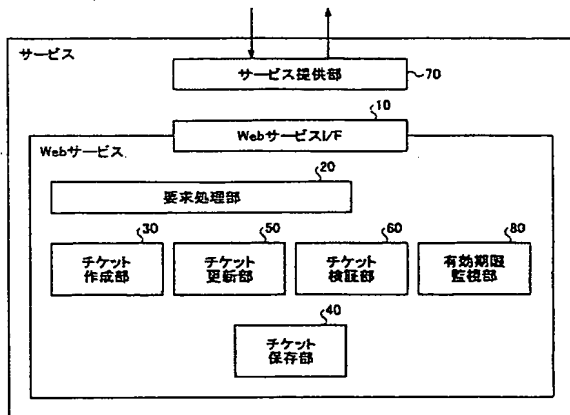 サービス
サービス提供部
70
10
WebサービスI/F
Webサービス
20
要求処理部
30
50
60
80
チケット
作成部
チケット
更新部
チケット
検証部
有効期限
監視部
40
チケット
保存部